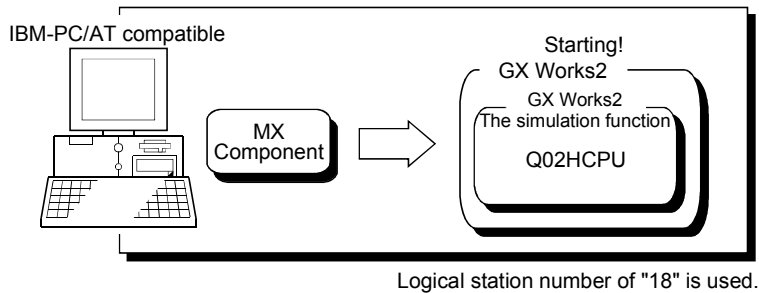 IBM-PC/AT compatible
MX
Component
Starting!
GX Works2
GX Works2
The simulation function
Q02HCPU
Logical station number of "18" is used.